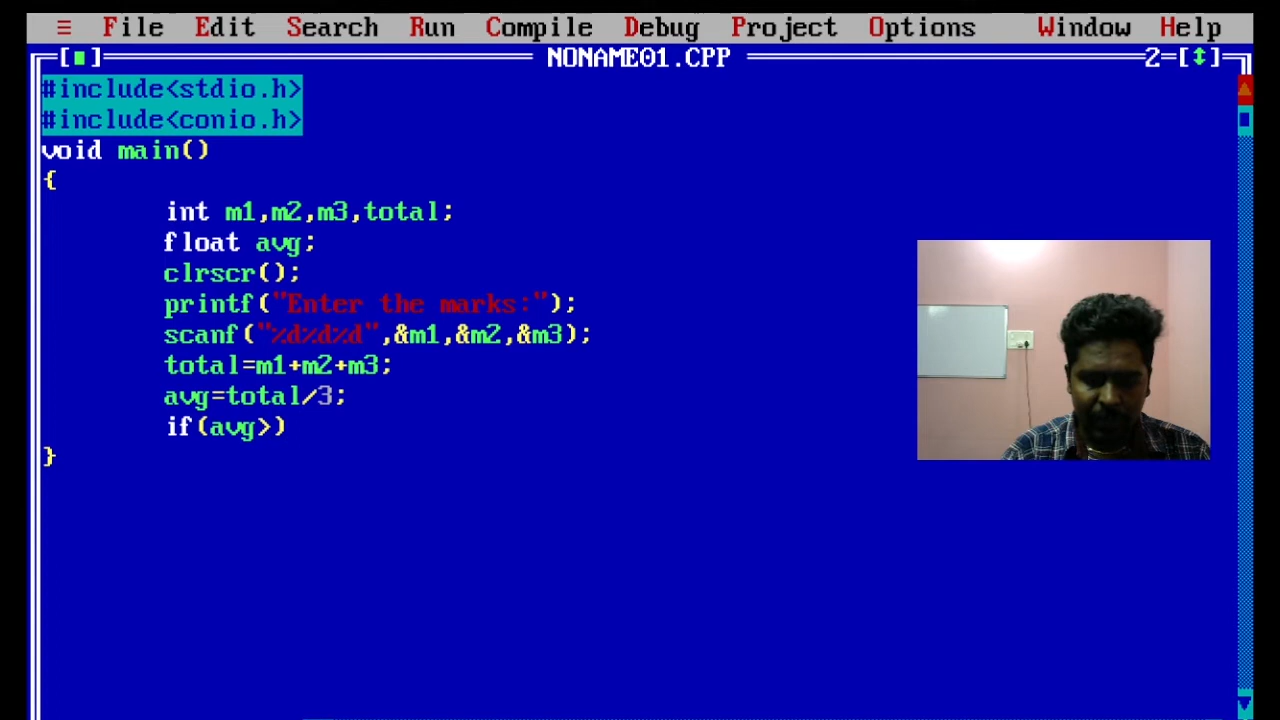 ≡ File Edit Search Run Compile Debug Project Options Window Help
[■] NONAME01.CPP 2=[↕]
#include<stdio.h>
#include<conio.h>
void main()
{
int m1,m2,m3,total;
float avg;
clrscr();
printf("Enter the marks:");
scanf("%d%d%d",&m1,&m2,&m3);
total=m1+m2+m3;
avg=total/3;
if(avg>)
}